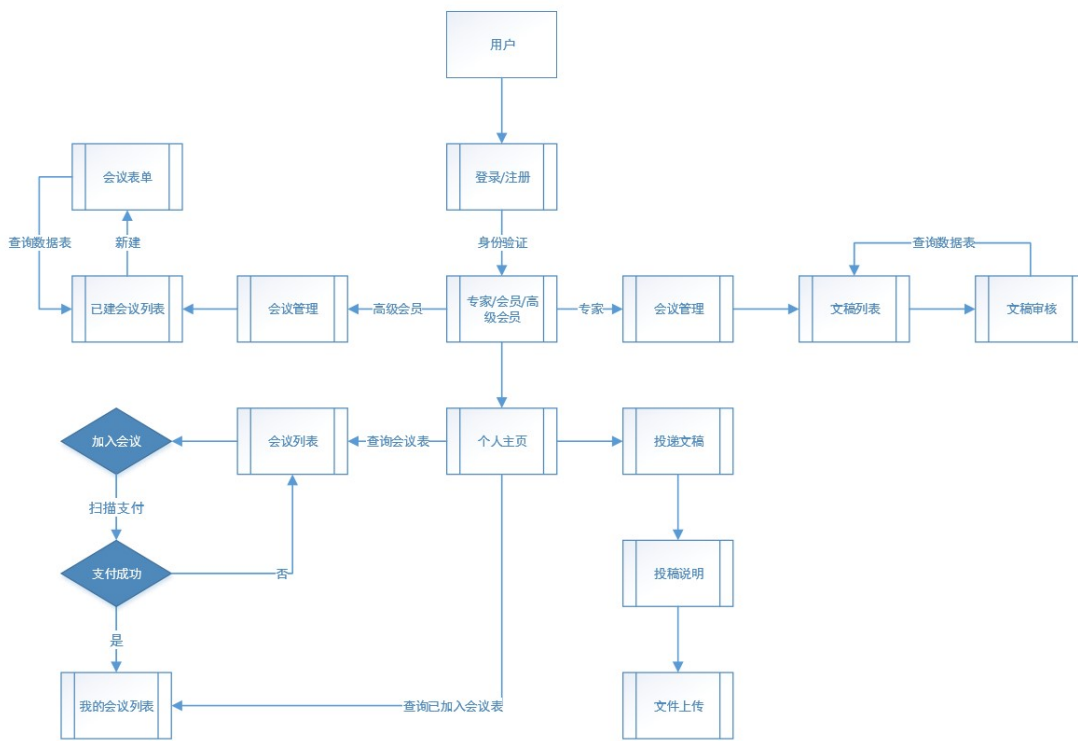 用户
会议表单
登录/注册
查询数据表
新建
身份验证
查询数据表
已建会议列表
会议管理
高级会员
专家/会员/高
级会员
专家
会议管理
文稿列表
文稿审核
加入会议
会议列表
查询会议表
个人主页
投递文稿
扫描支付
支付成功
否
投稿说明
是
我的会议列表
查询已加入会议表
文件上传